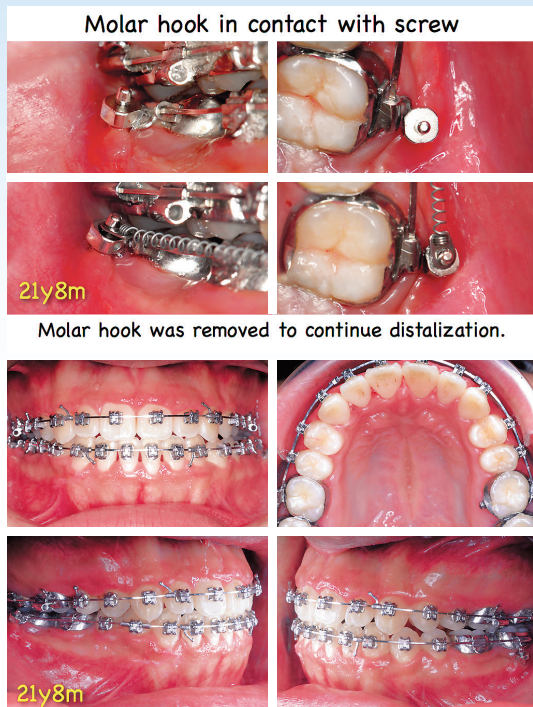 Molar hook in contact with screw
21y8m
Molar hook was removed to continue distalization.
21y8m